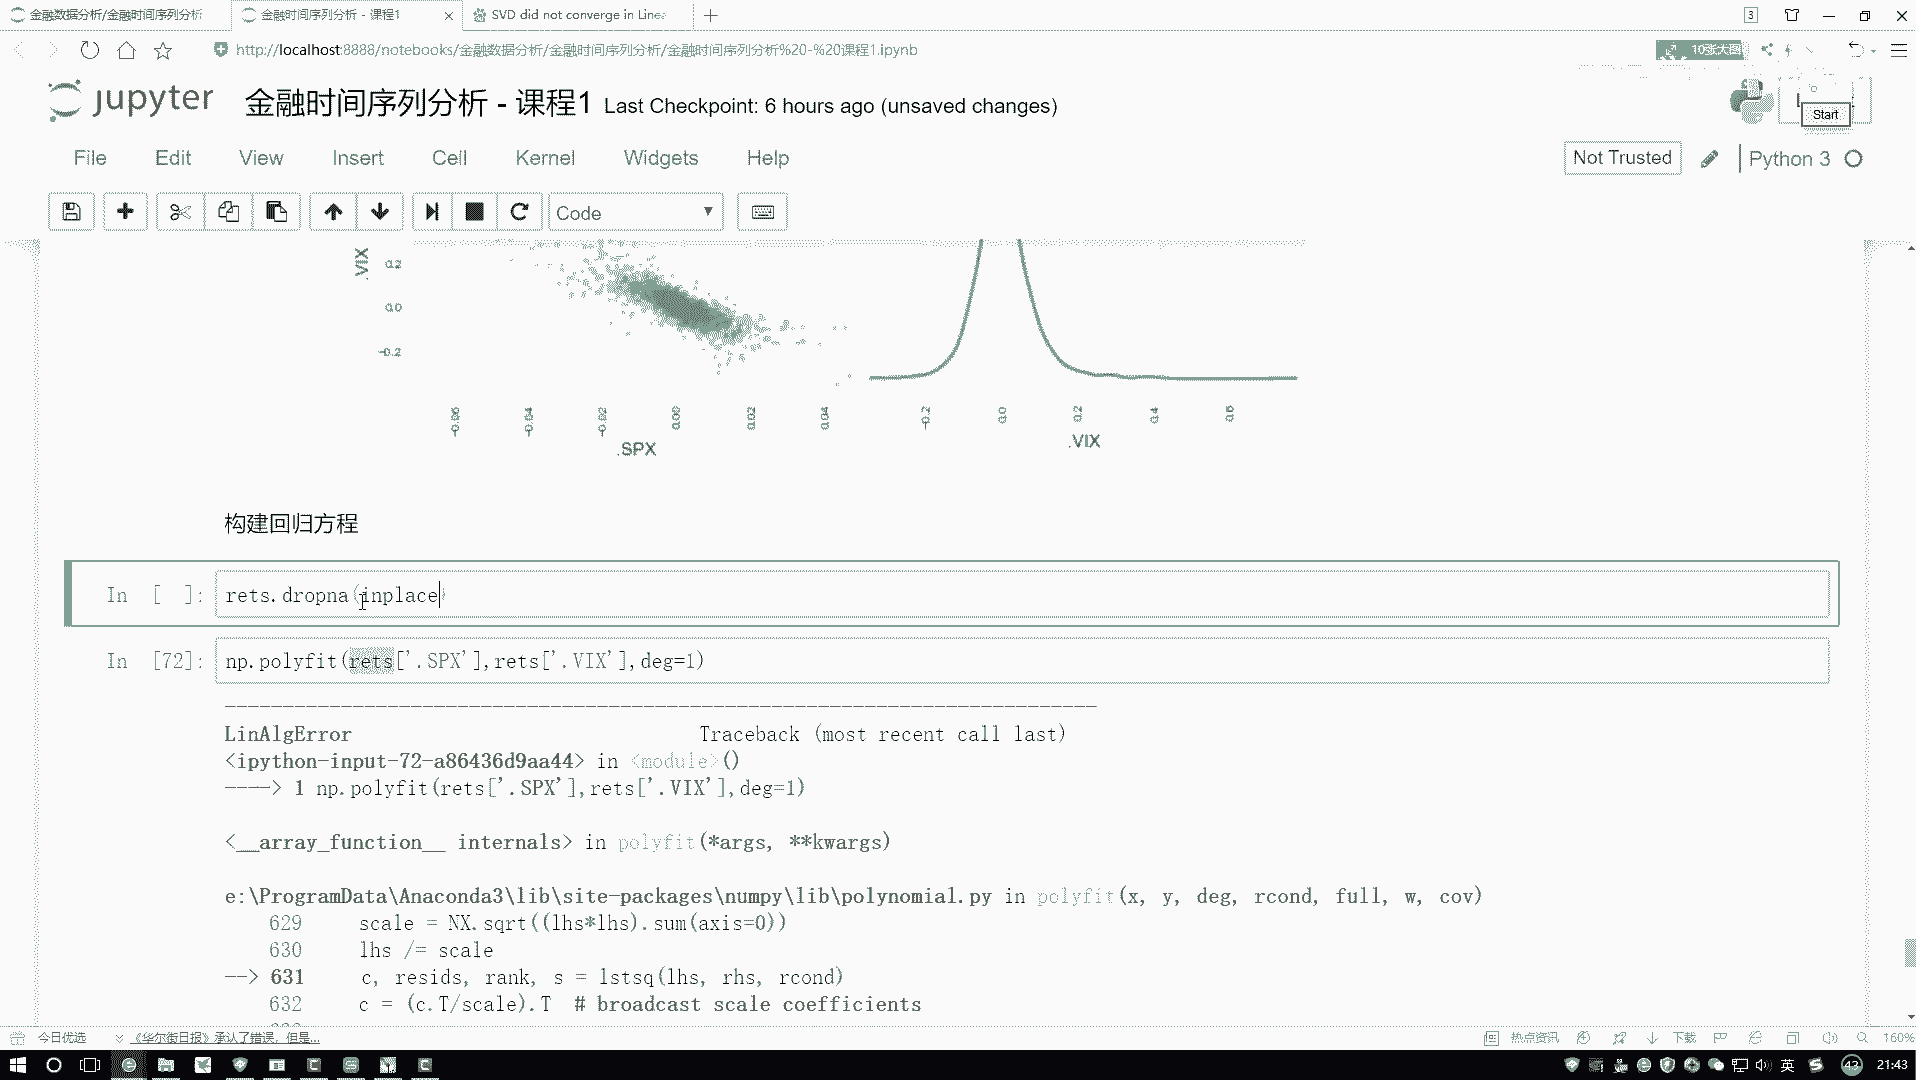 金融数据分析/金融时间序列分析
金融时间序列分析 - 课程1
SVD did not converge in Linea
3
http://localhost:8888/notebooks/金融数据分析/金融时间序列分析/金融时间序列分析%20-%20课程1.ipynb
10张大图
jupyter 金融时间序列分析 - 课程1 Last Checkpoint: 6 hours ago (unsaved changes)
Start
File Edit View Insert Cell Kernel Widgets Help
Not Trusted
Python 3
Code
.VIX
0.2
0.0
-0.2
-0.06 -0.04 -0.02 0.00 0.02 0.04
.SPX
-0.2 0.0 0.2 0.4 0.6
.VIX
构建回归方程
In [ ]: rets.dropna(inplace)
In [72]: np.polyfit(rets['.SPX'],rets['.VIX'],deg=1)
---------------------------------------------------------------------------
LinAlgError Traceback (most recent call last)
<ipython-input-72-a86436d9aa44> in <module>()
----> 1 np.polyfit(rets['.SPX'],rets['.VIX'],deg=1)
<__array_function__ internals> in polyfit(*args, **kwargs)
e:\ProgramData\Anaconda3\lib\site-packages\numpy\lib\polynomial.py in polyfit(x, y, deg, rcond, full, w, cov)
629 scale = NX.sqrt((lhs*lhs).sum(axis=0))
630 lhs /= scale
--> 631 c, resids, rank, s = lstsq(lhs, rhs, rcond)
632 c = (c.T/scale).T # broadcast scale coefficients
今日优选
《华尔街日报》承认了错误，但是...
热点资讯
下载
160%
英
43
21:43